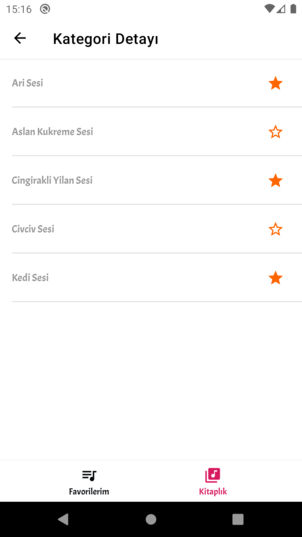 15:16
Kategori Detayı
Ari Sesi
Aslan Kukreme Sesi
Cingirakli Yilan Sesi
Civciv Sesi
Kedi Sesi
Favorilerim
Kitaplık